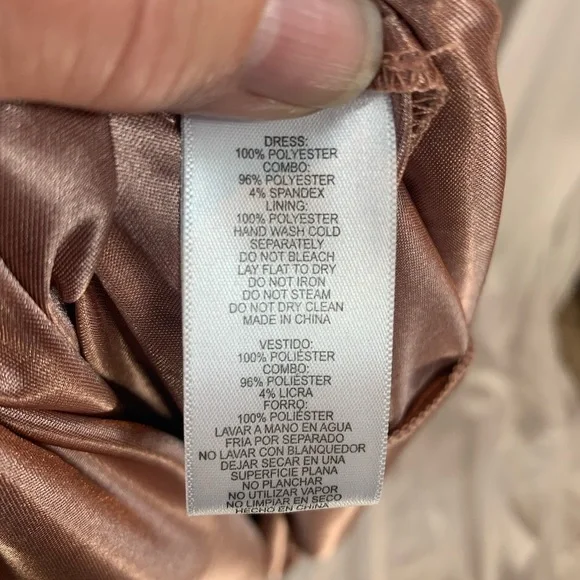 DRESS:
100% POLYESTER
COMBO:
96% POLYESTER
4% SPANDEX
LINING:
100% POLYESTER
HAND WASH COLD
SEPARATELY
DO NOT BLEACH
LAY FLAT TO DRY
DO NOT IRON
DO NOT STEAM
DO NOT DRY CLEAN
MADE IN CHINA
VESTIDO:
100% POLIÉSTER
COMBO:
96% POLIÉSTER
4% LICRA
FORRO:
100% POLIÉSTER
LAVAR A MANO EN AGUA
FRIA POR SEPARADO
NO LAVAR CON BLANQUEDOR
DEJAR SECAR EN UNA
SUPERFICIE PLANA
NO PLANCHAR
NO UTILIZAR VAPOR
NO LIMPIAR EN SECO
HECHO EN CHINA